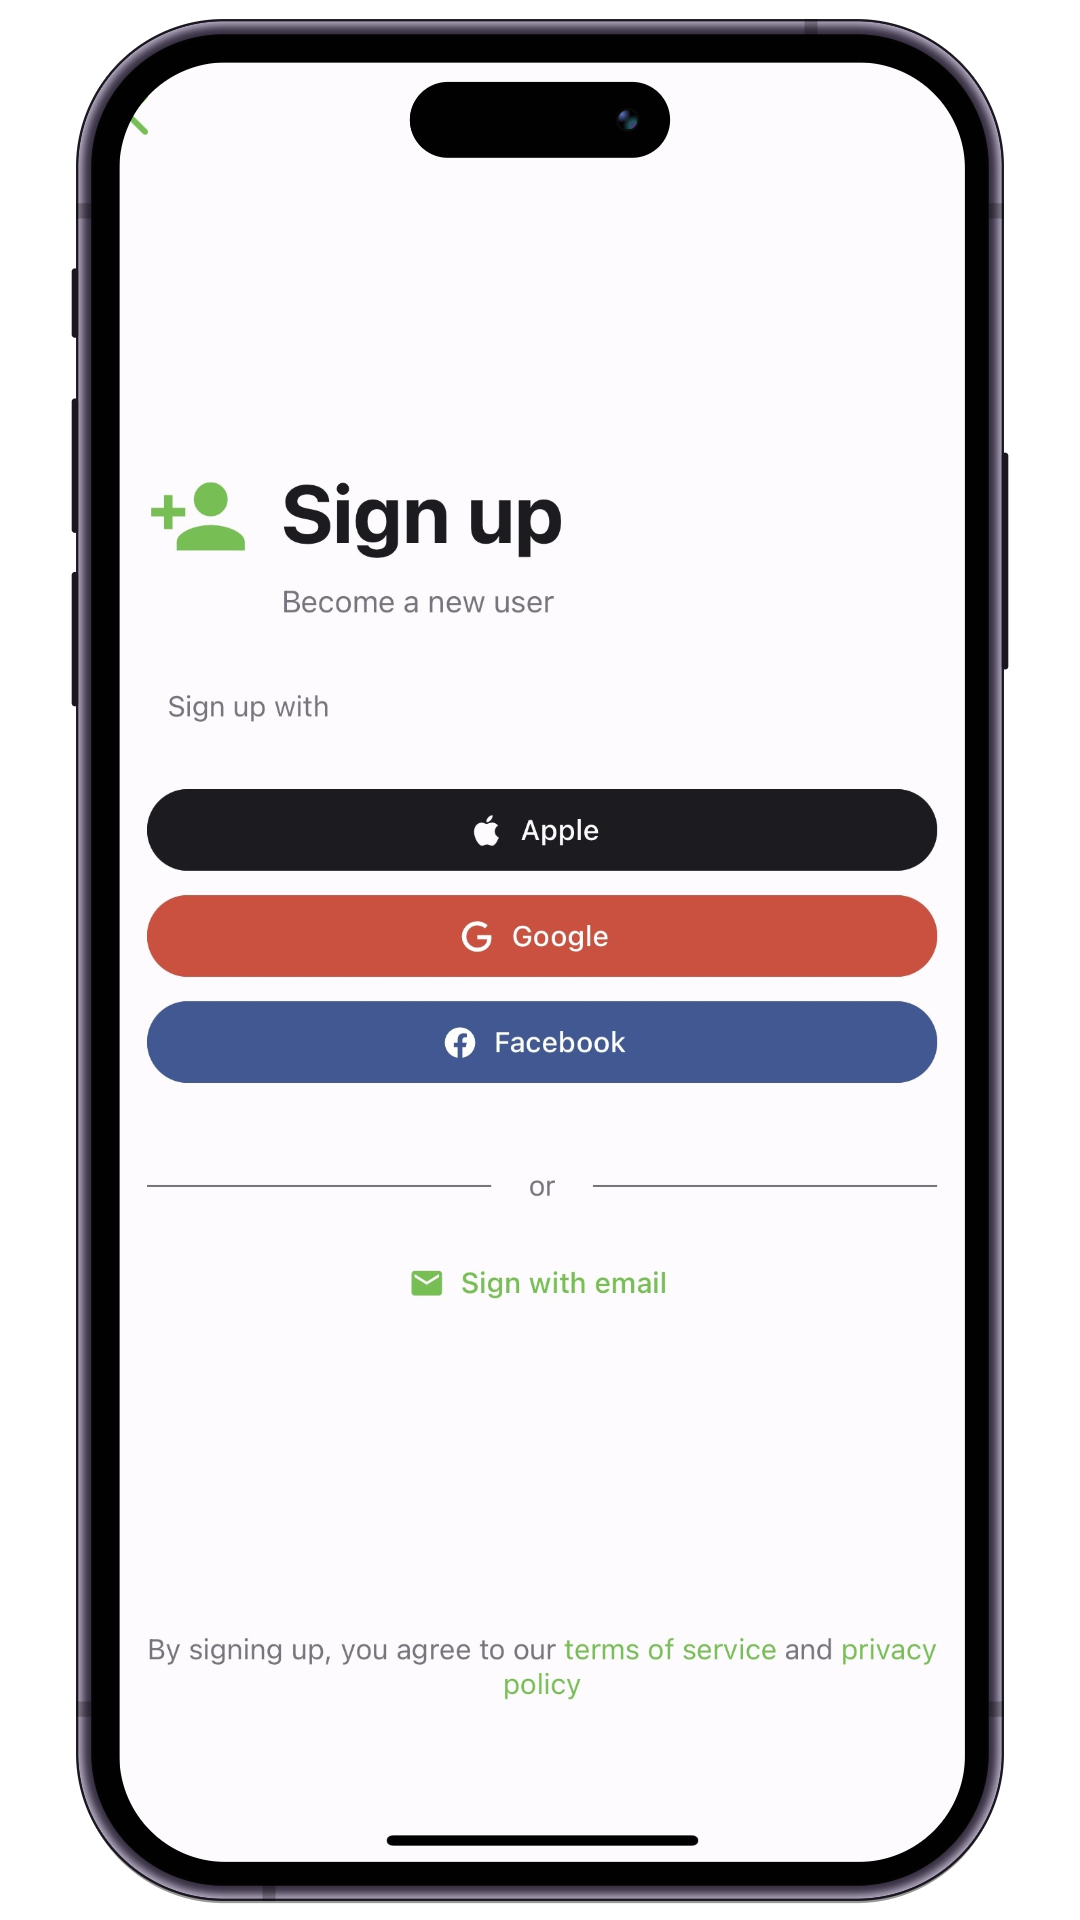 Sign up
Become a new user
Sign up with
Apple
Google
Facebook
or
Sign with email
By signing up, you agree to our terms of service and privacy
policy